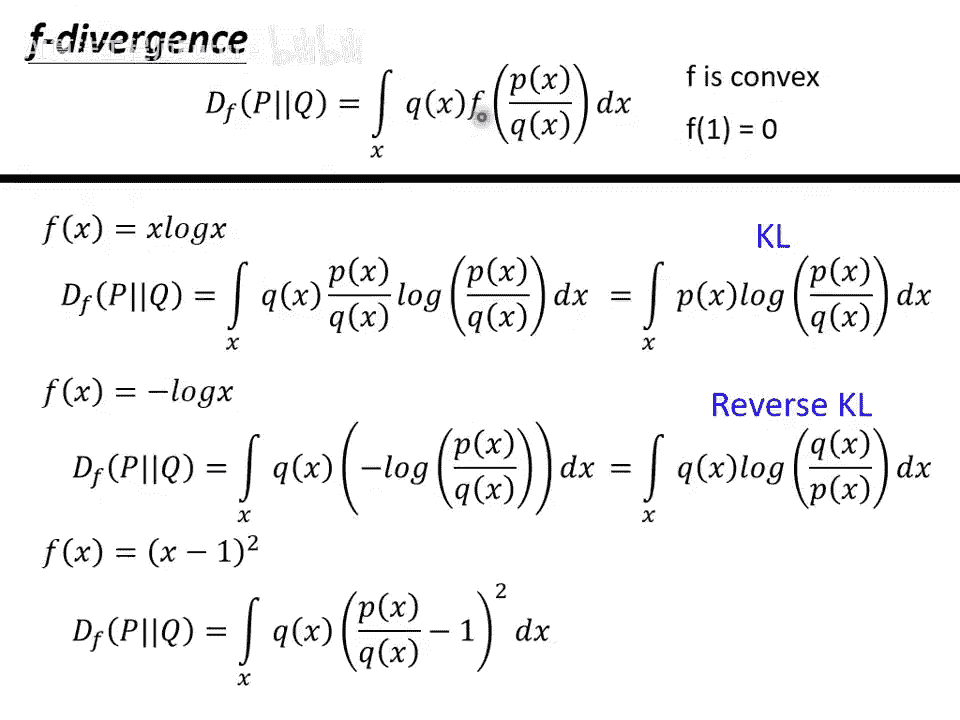 f-divergence
bilibili
D_f(P||Q) = ∫_x q(x) f(p(x)/q(x)) dx
f is convex
f(1) = 0
f(x) = xlogx
KL
D_f(P||Q) = ∫_x q(x) p(x)/q(x) log(p(x)/q(x)) dx = ∫_x p(x)log(p(x)/q(x)) dx
f(x) = −logx
Reverse KL
D_f(P||Q) = ∫_x q(x)(−log(p(x)/q(x))) dx = ∫_x q(x)log(q(x)/p(x)) dx
f(x) = (x − 1)²
D_f(P||Q) = ∫_x q(x)(p(x)/q(x) − 1)² dx